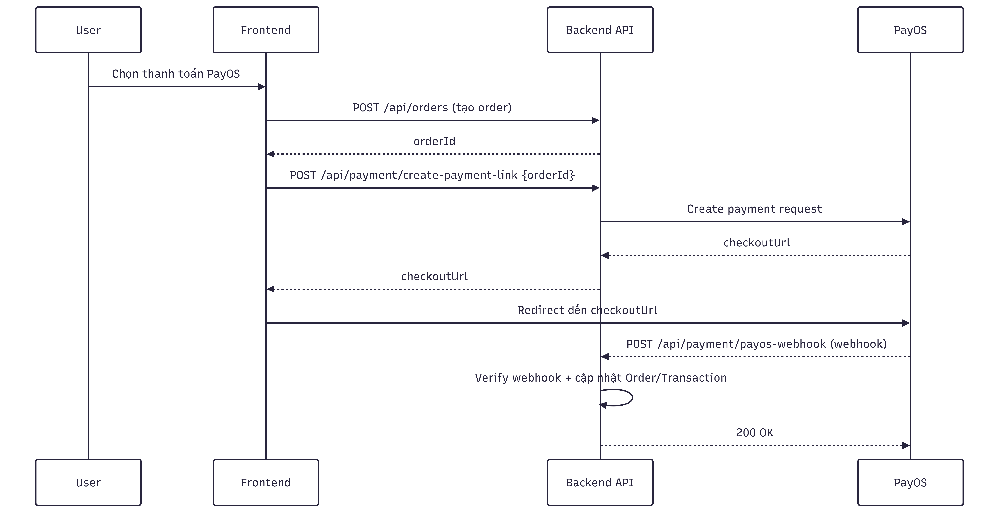 User
Frontend
Backend API
PayOS
Chọn thanh toán PayOS
POST /api/orders (tạo order)
orderId
POST /api/payment/create-payment-link {orderId}
Create payment request
checkoutUrl
checkoutUrl
Redirect đến checkoutUrl
POST /api/payment/payos-webhook (webhook)
Verify webhook + cập nhật Order/Transaction
200 OK
User
Frontend
Backend API
PayOS